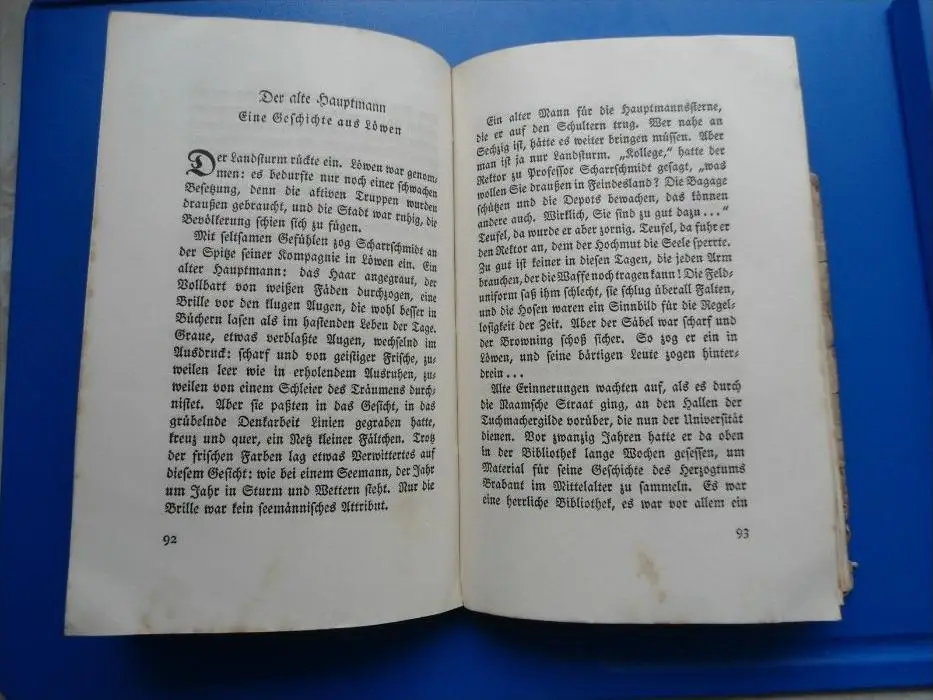 Der alte Hauptmann
Eine Geschichte aus Löwen
Der Landsturm rückte ein. Löwen war genom-
men: es bedurfte nur noch einer schwachen
Besetzung, denn die aktiven Truppen wurden
draußen gebraucht, und die Stadt war ruhig, die
Bevölkerung schien sich zu fügen.
Mit seltsamen Gefühlen zog Scharrschmidt an
der Spitze seiner Kompagnie in Löwen ein. Ein
alter Hauptmann: das Haar angegraut, der
Vollbart von weißen Fäden durchzogen, eine
Brille vor den klugen Augen, die wohl besser in
Büchern lasen als im hastenden Leben der Tage.
Graue, etwas verblaßte Augen, wechselnd im
Ausdruck: scharf und von geistiger Frische, zu-
weilen leer wie in erholendem Ausruhen, zu-
weilen von einem Schleier des Träumens durch-
nistet. Aber sie paßten in das Gesicht, in das
grübelnde Denkarbeit Linien gegraben hatte,
kreuz und quer, ein Netz kleiner Fältchen. Trotz
der frischen Farben lag etwas Verwittertes auf
diesem Gesicht: wie bei einem Seemann, der Jahr
um Jahr in Sturm und Wettern steht. Nur die
Brille war kein seemännisches Attribut.
92
Ein alter Mann für die Hauptmannssterne,
die er auf den Schultern trug. Wer nahe an
Sechzig ist, hätte es weiter bringen müssen. Aber
man ist ja nur Landsturm. „Kollege,“ hatte der
Rektor zu Professor Scharrschmidt gesagt, „was
wollen Sie draußen in Feindesland? Die Bagage
schützen und die Depots bewachen, das können
andere auch. Wirklich, Sie sind zu gut dazu...“
Teufel, da wurde er aber zornig. Teufel, da fuhr er
den Rektor an, dem der Hochmut die Seele sperrte.
Zu gut ist keiner in diesen Tagen, die jeden Arm
brauchen, der die Waffe noch tragen kann! Die Feld-
uniform saß ihm schlecht, sie schlug überall Falten,
und die Hosen waren ein Sinnbild für die Regel-
losigkeit der Zeit. Aber der Säbel war scharf und
der Browning schoß sicher. So zog er ein in
Löwen, und seine bärtigen Leute zogen hinter-
drein...
Alte Erinnerungen wachten auf, als es durch
die Naamsche Straat ging, an den Hallen der
Tuchmachergilde vorüber, die nun der Universität
dienen. Vor zwanzig Jahren hatte er da oben
in der Bibliothek lange Wochen gesessen, um
Material für seine Geschichte des Herzogtums
Brabant im Mittelalter zu sammeln. Es war
eine herrliche Bibliothek, es war vor allem ein
93